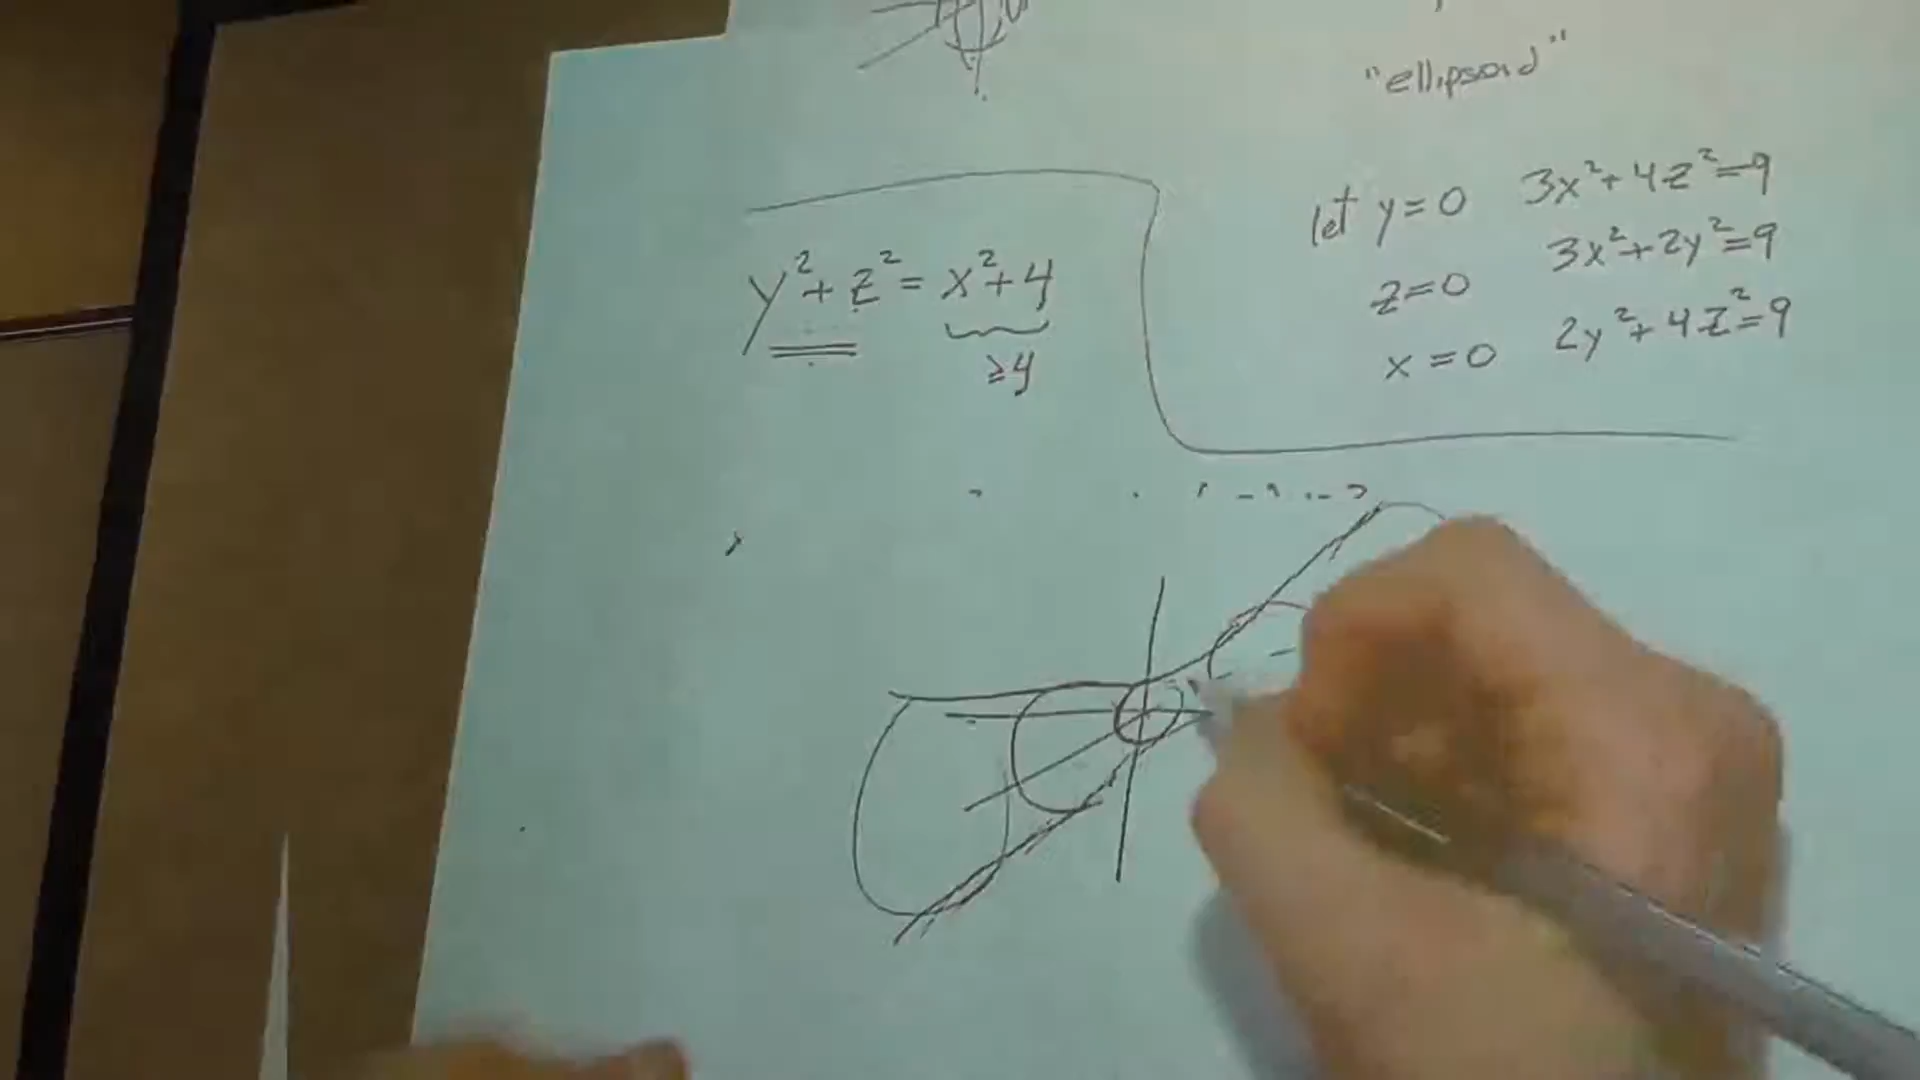 "ellipsoid"
let y=0 3x²+4z²=9
z=0 3x²+2y²=9
x=0 2y²+4z²=9
y²+z²=x²+4
≥4